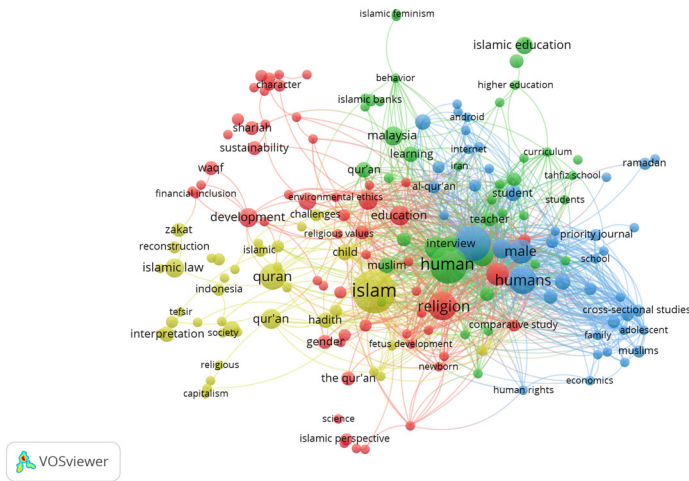 islamic feminism
islamic education
behavior
higher education
character
islamic banks
android
shariah
malaysia
internet
sustainability
learning
curriculum
iran
ramadan
waqf
qur'an
tahfiz school
al-qur'an
student
financial inclusion
environmental ethics
students
development
challenges
education
teacher
zakat
religious values
priority journal
reconstruction
islamic
child
interview
male
school
islamic law
muslim
human
quran
humans
indonesia
islam
religion
cross-sectional studies
tefsir
qur'an
hadith
comparative study
adolescent
interpretation
society
family
gender
fetus development
muslims
religious
the qur'an
newborn
economics
capitalism
human rights
science
islamic perspective
VOSviewer